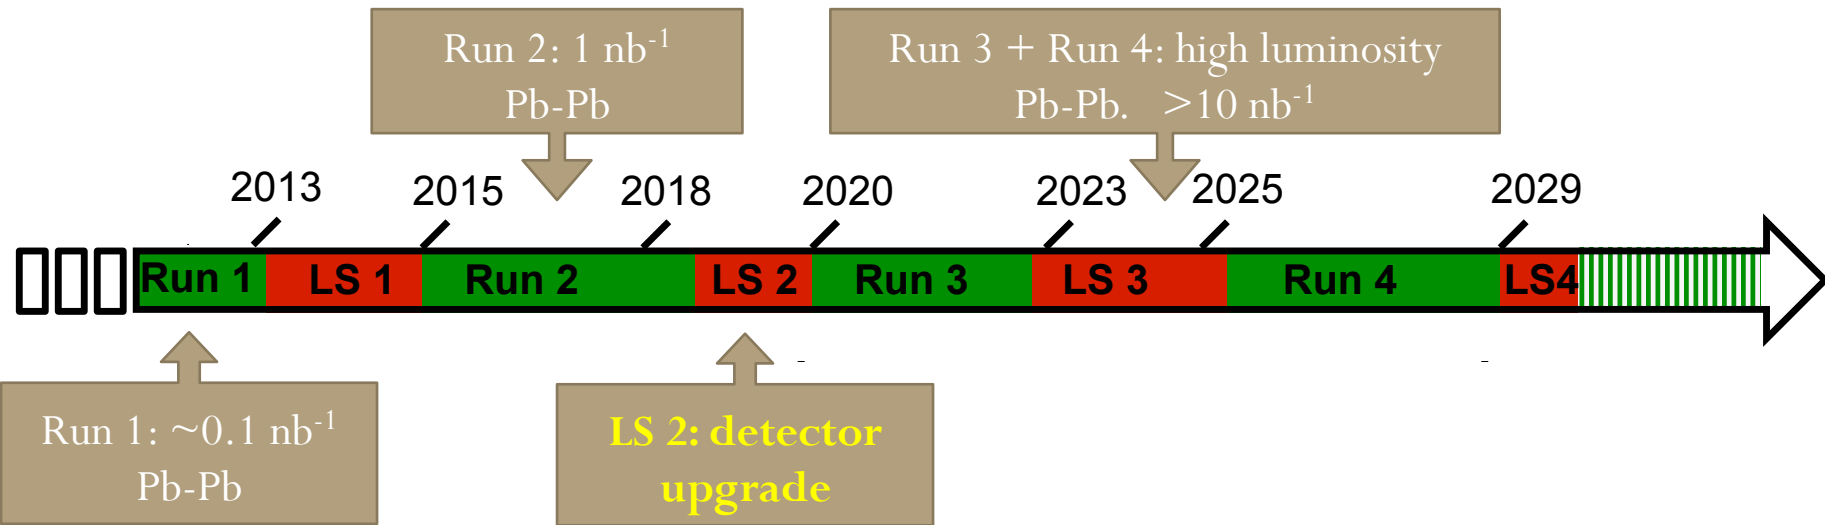 Run 2: 1 nb⁻¹
Pb-Pb
Run 3 + Run 4: high luminosity
Pb-Pb. >10 nb⁻¹
2013
2015
2018
2020
2023
2025
2029
Run 1
LS 1
Run 2
LS 2
Run 3
LS 3
Run 4
LS4
Run 1: ~0.1 nb⁻¹
Pb-Pb
LS 2: detector
upgrade